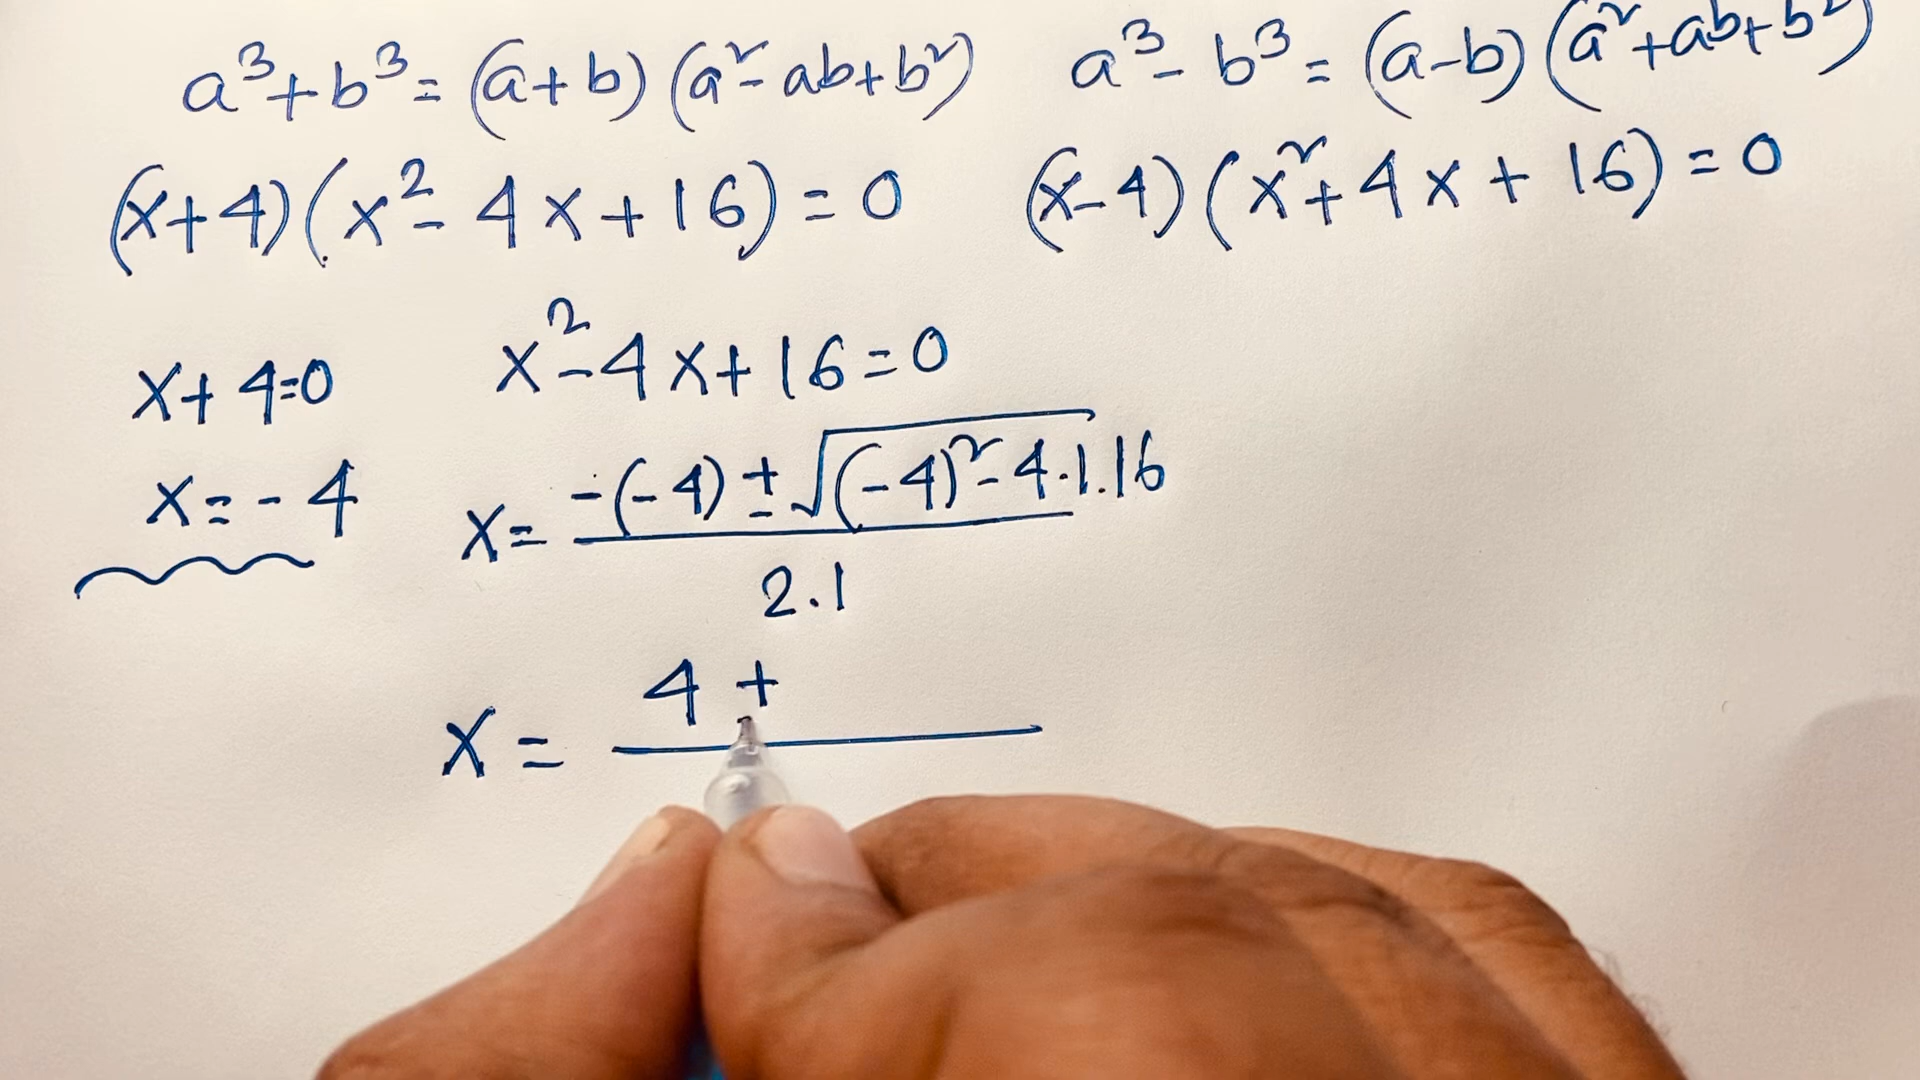 a³+b³=(a+b)(a²-ab+b²) a³-b³=(a-b)(a²+ab+b²)
(x+4)(x²-4x+16)=0 (x-4)(x²+4x+16)=0
x+4=0 x²-4x+16=0
x=-4 x= -(-4)±√(-4)²-4.1.16
2.1
x= 4+